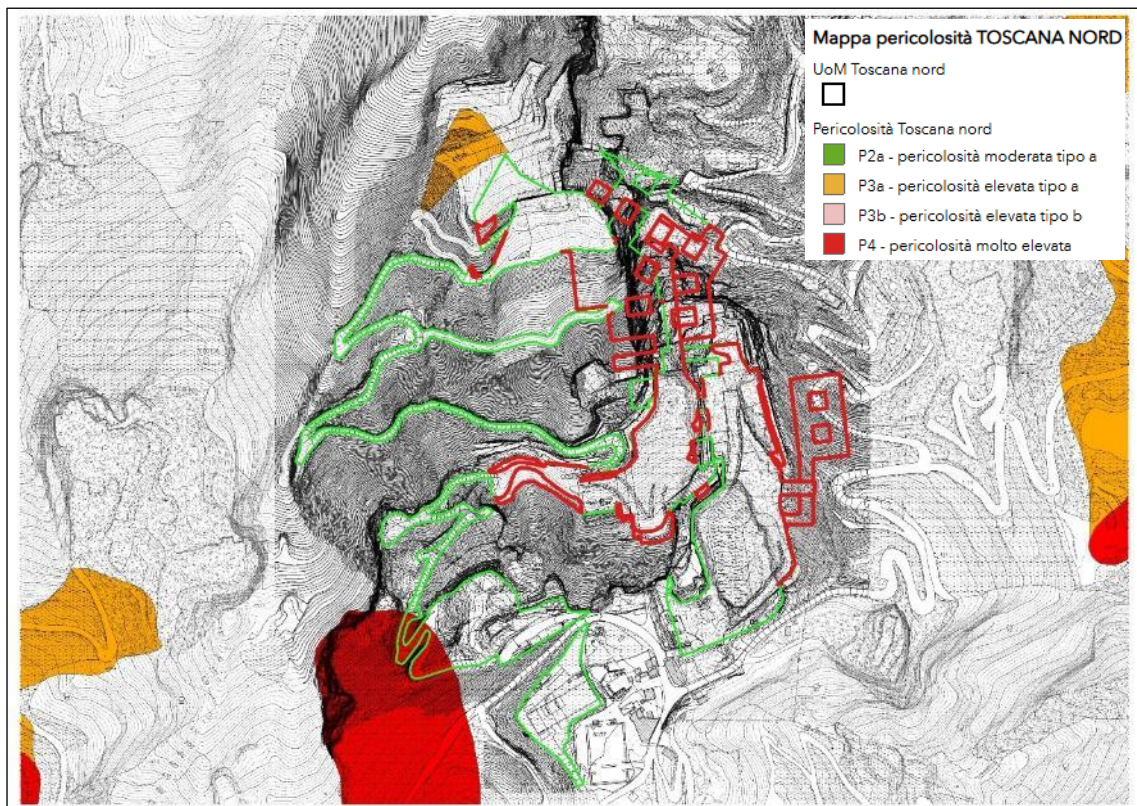 Mappa pericolosità TOSCANA NORD
UoM Toscana nord
Pericolosità Toscana nord
P2a - pericolosità moderata tipo a
P3a - pericolosità elevata tipo a
P3b - pericolosità elevata tipo b
P4 - pericolosità molto elevata